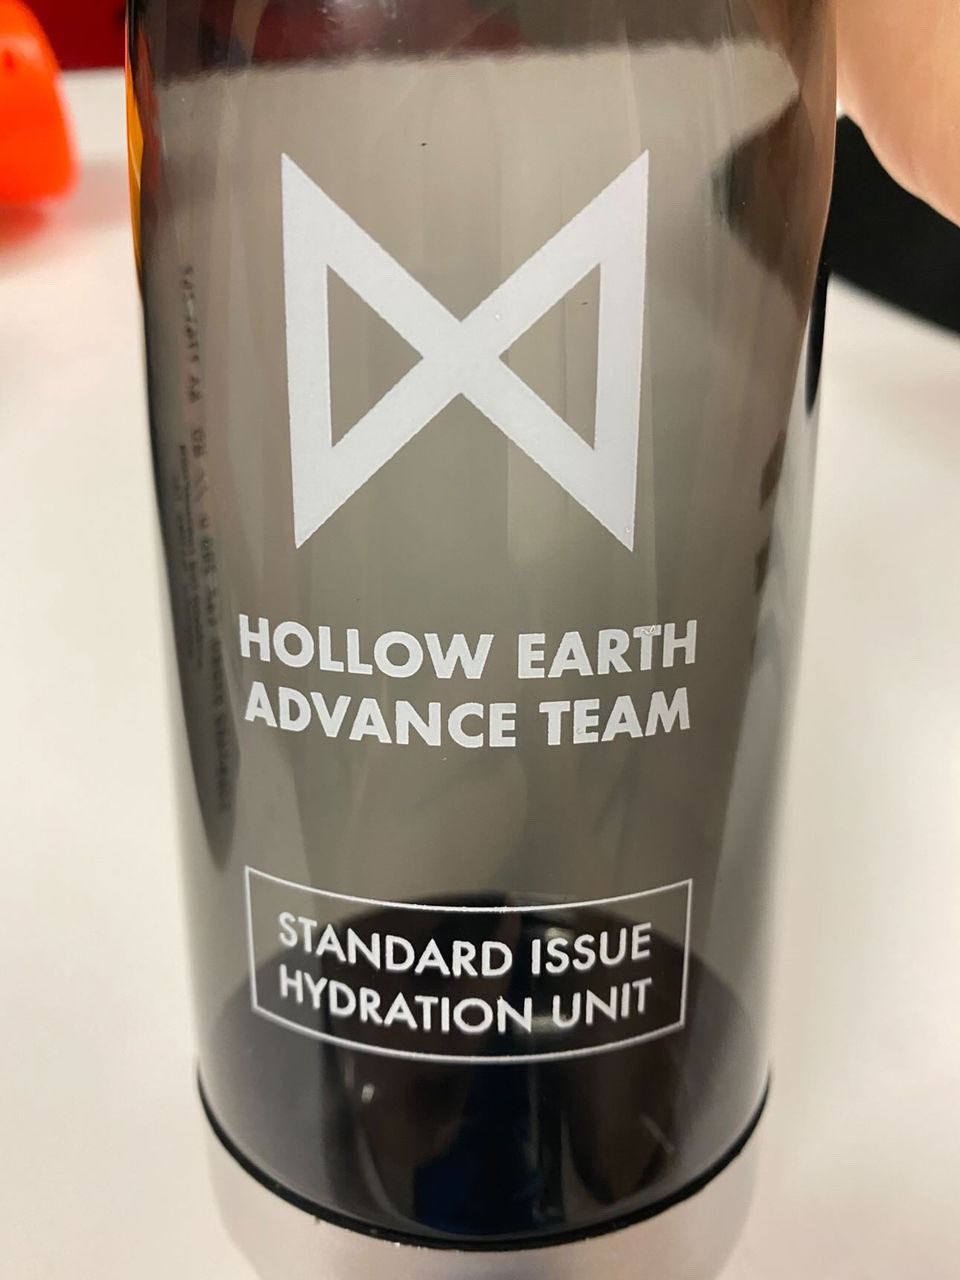 HOLLOW EARTH
ADVANCE TEAM
STANDARD ISSUE
HYDRATION UNIT